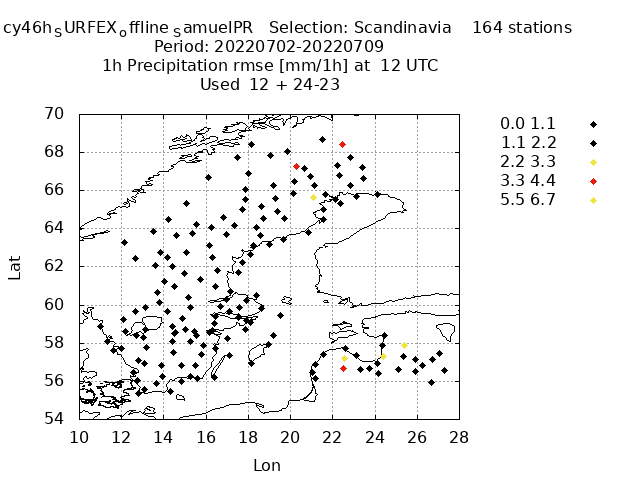 cy46hSURFEXoffline SamuelPR Selection: Scandinavia 164 stations
Period: 20220702-20220709
1h Precipitation rmse [mm/1h] at 12 UTC
Used 12 + 24-23
0.0 1.1
1.1 2.2
2.2 3.3
3.3 4.4
5.5 6.7
70
68
66
64
62
60
58
56
54
Lat
10 12 14 16 18 20 22 24 26 28
Lon